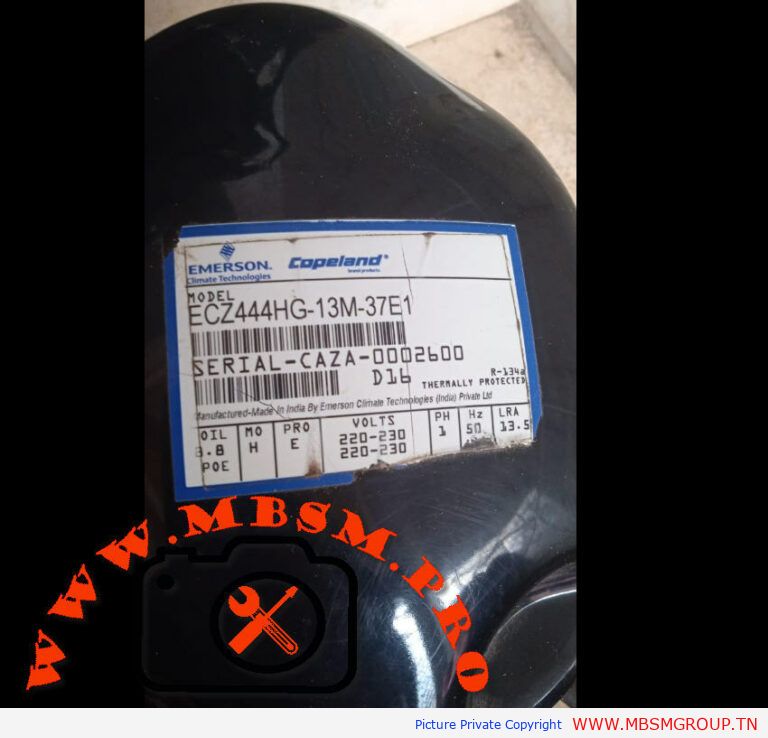 EMERSON.
Climate Technologies
Copeland®
brand products
MODEL
ECZ444HG-13M-37E1
SERIAL-CAZA-0002600
D16
R-134a
THERMALLY PROTECTED
Manufactured-Made In India By Emerson Climate Technologies (India) Private Ltd
OIL MO PRO VOLTS PH Hz LRA
.8 H E 220-230 1 50 13.5
POE 220-230
WWW.MBSM.PRO
Picture Private Copyright WWW.MBSMGROUP.TN